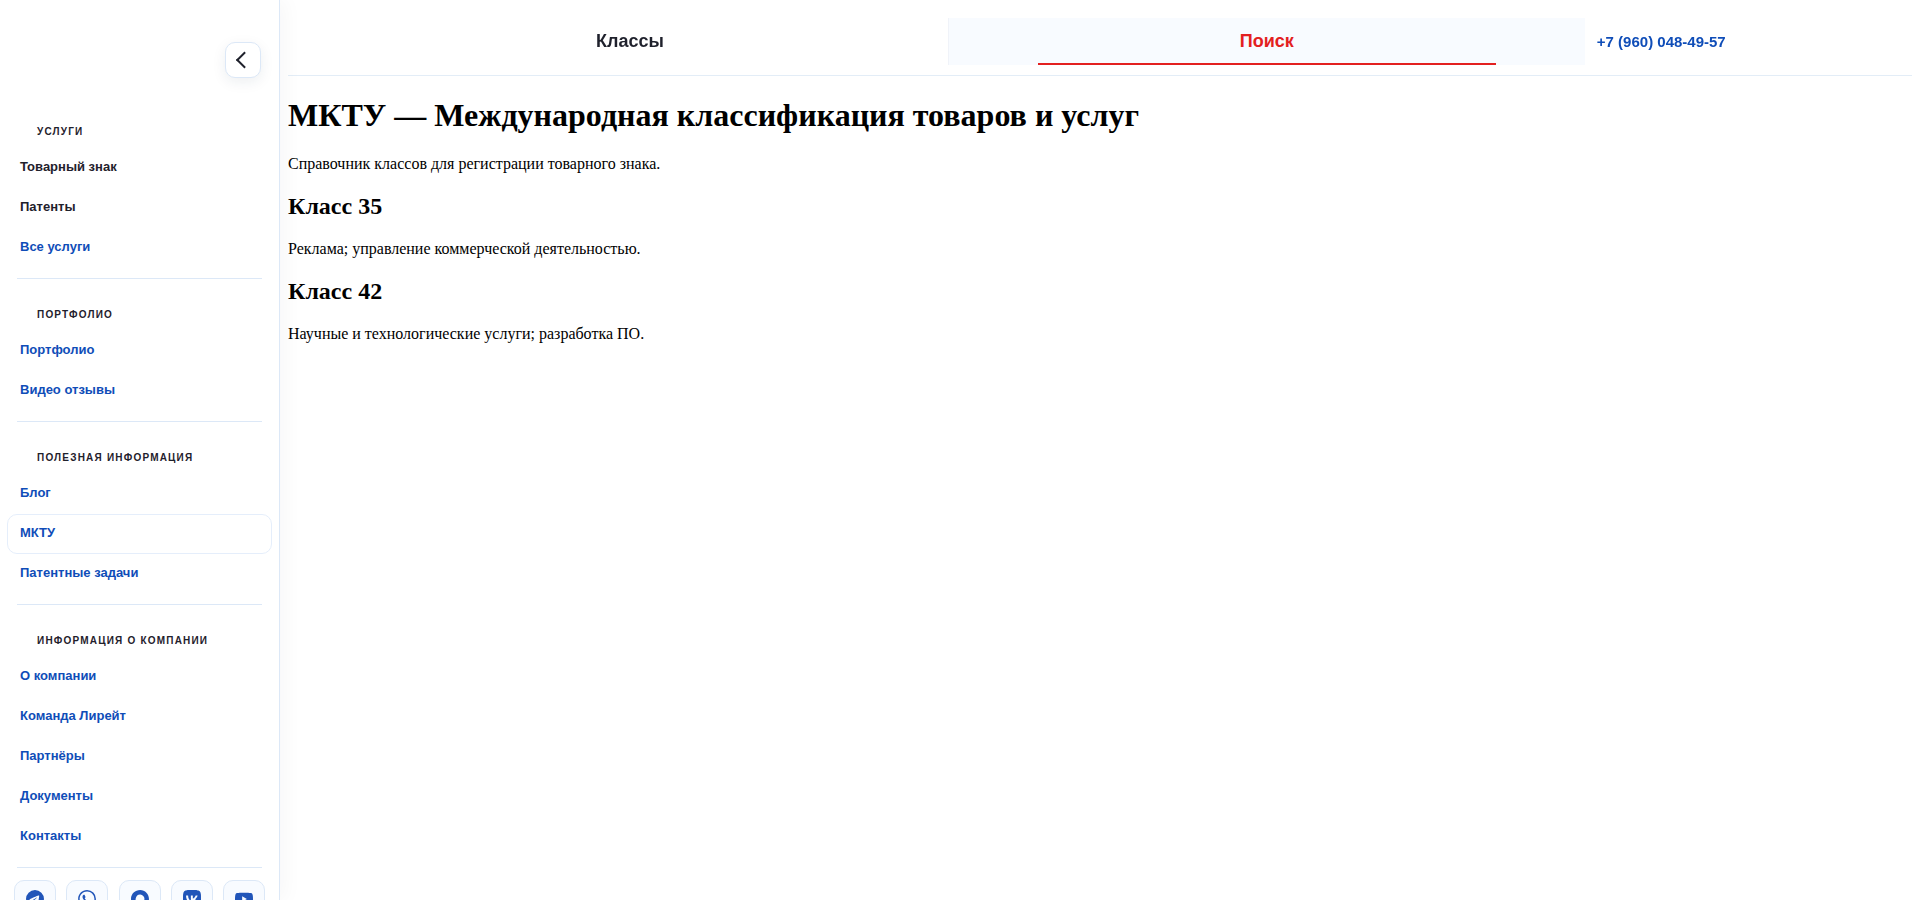 Классы
Поиск
+7 (960) 048-49-57
УСЛУГИ
Товарный знак
Патенты
Все услуги
ПОРТФОЛИО
Портфолио
Видео отзывы
ПОЛЕЗНАЯ ИНФОРМАЦИЯ
Блог
МКТУ
Патентные задачи
ИНФОРМАЦИЯ О КОМПАНИИ
О компании
Команда Лирейт
Партнёры
Документы
Контакты
МКТУ — Международная классификация товаров и услуг
Справочник классов для регистрации товарного знака.
Класс 35
Реклама; управление коммерческой деятельностью.
Класс 42
Научные и технологические услуги; разработка ПО.